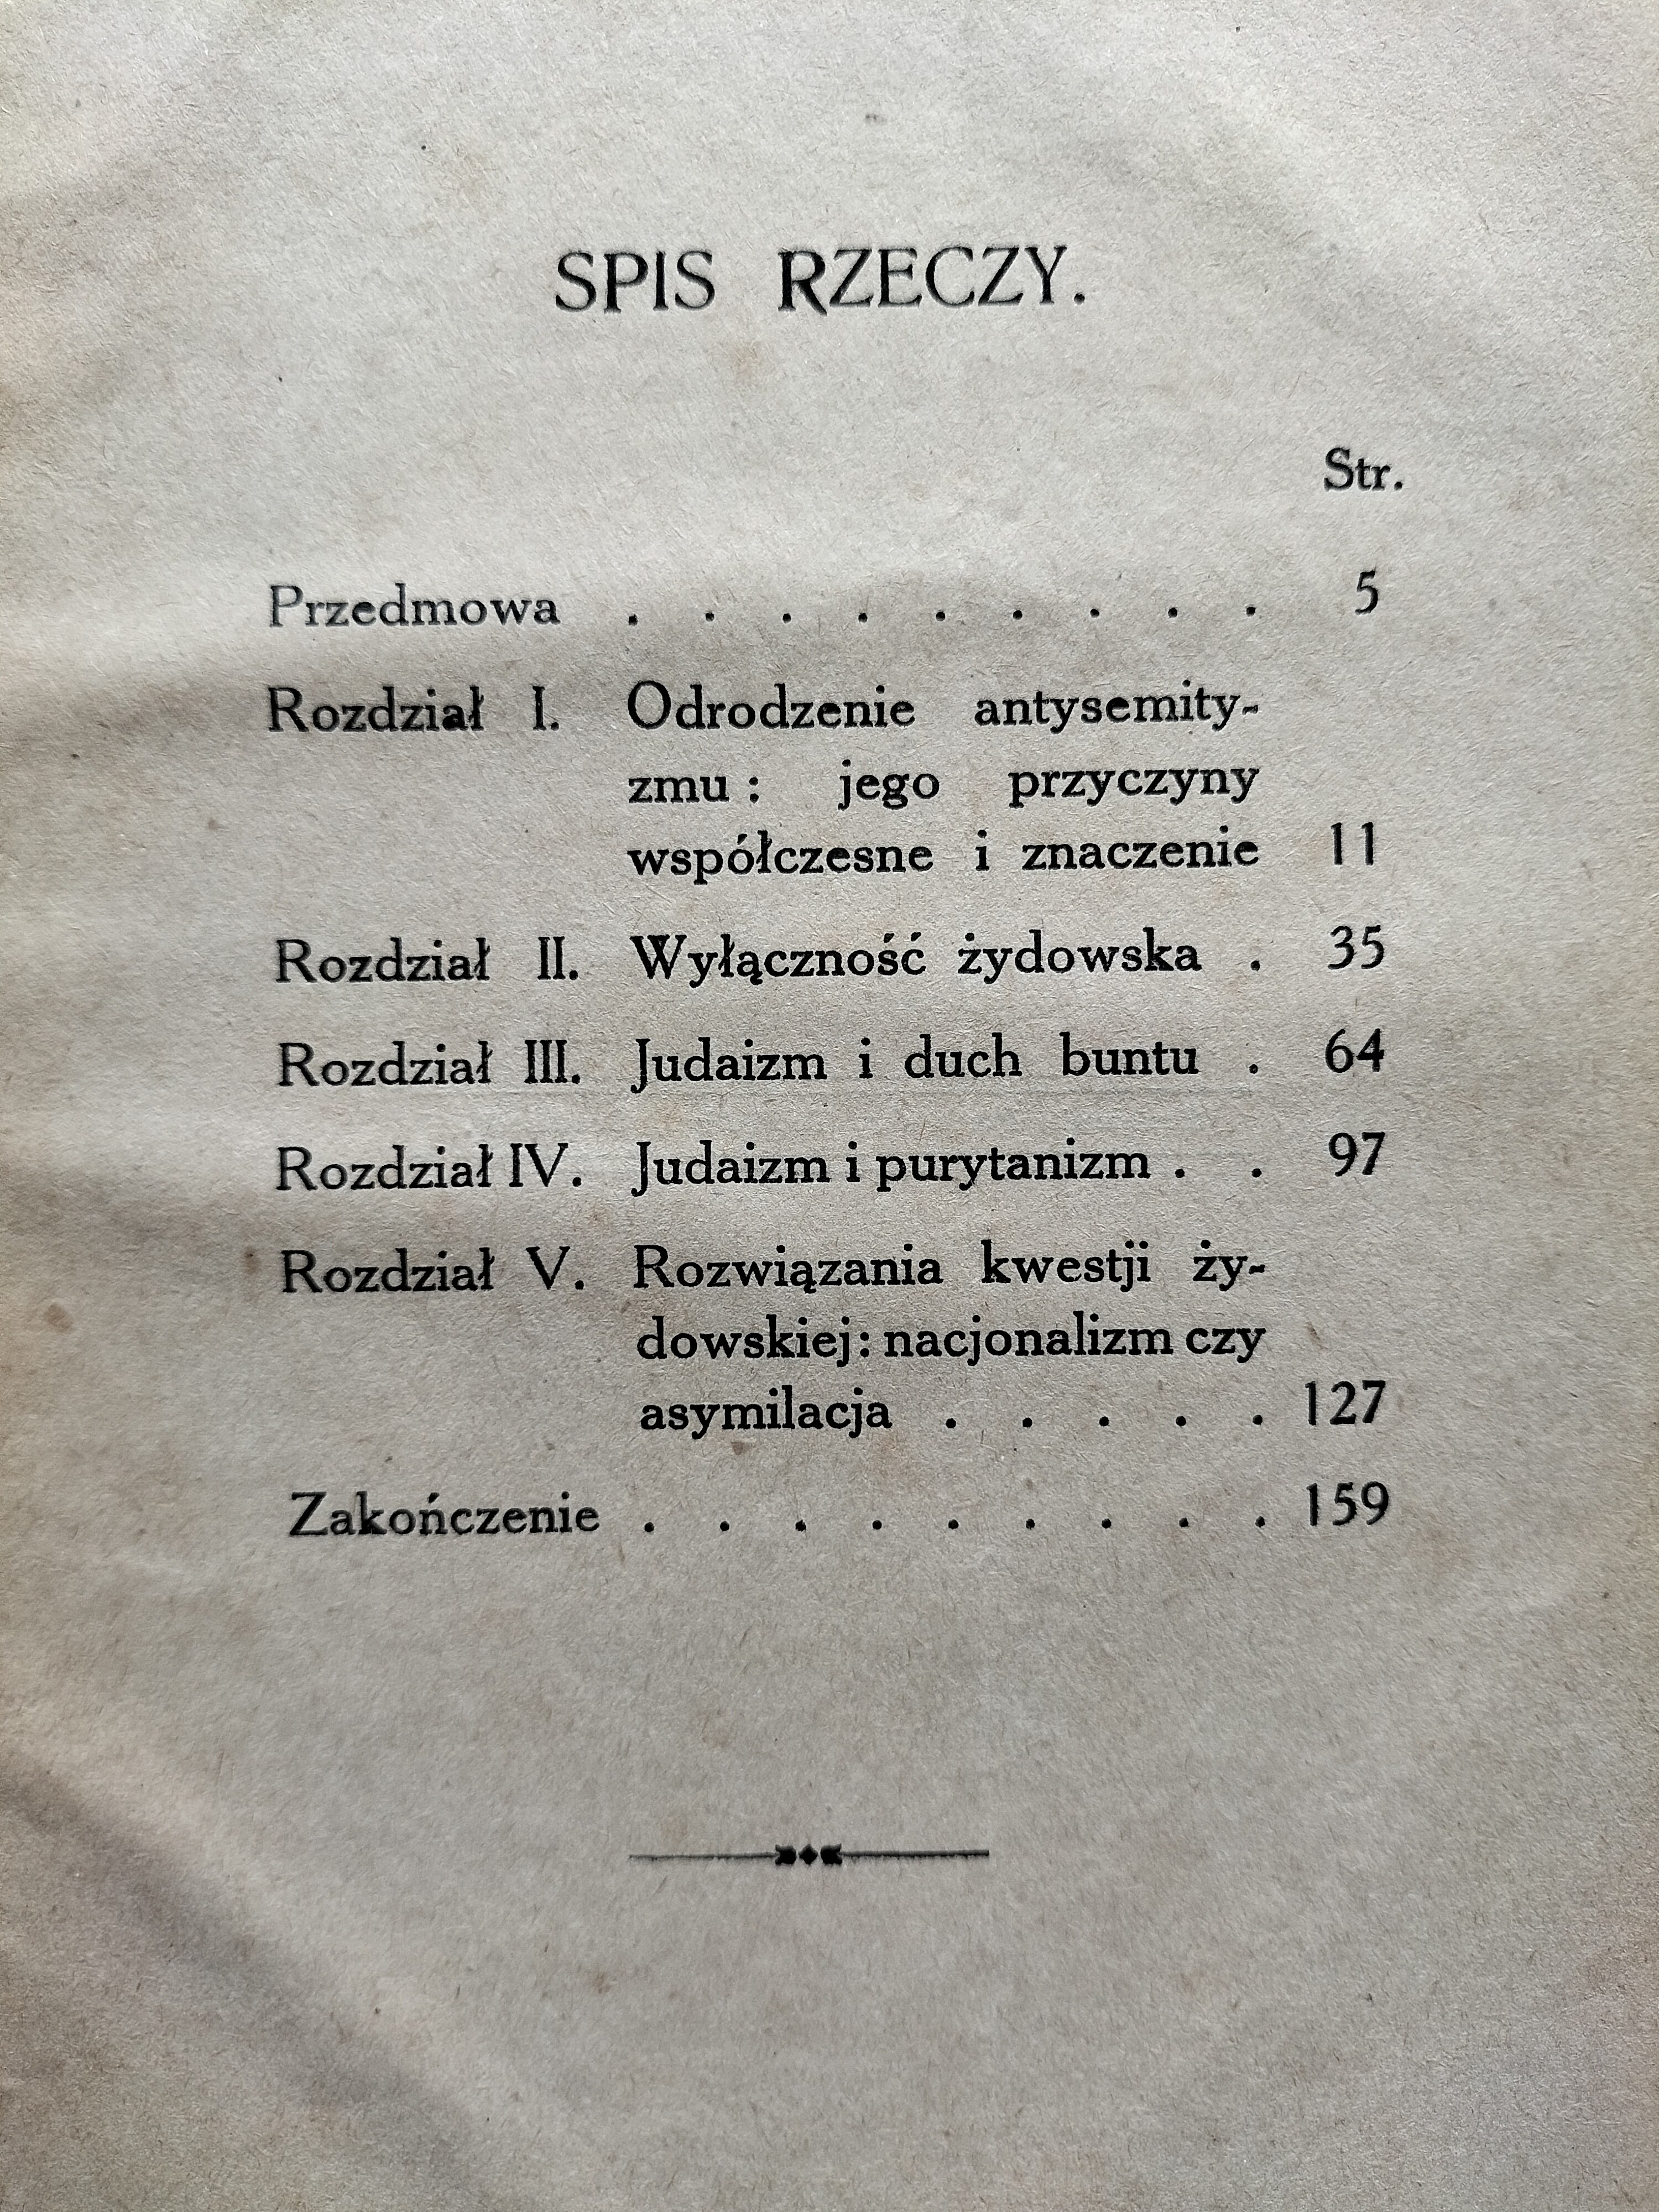 SPIS RZECZY.
Str.
Przedmowa . . . . . . . . . 5
Rozdział I. Odrodzenie antysemity-
zmu : jego przyczyny
współczesne i znaczenie 11
Rozdział II. Wyłączność żydowska . 35
Rozdział III. Judaizm i duch buntu . 64
Rozdział IV. Judaizm i purytanizm . . 97
Rozdział V. Rozwiązania kwestji ży-
dowskiej: nacjonalizm czy
asymilacja . . . . . 127
Zakończenie . . . . . . . . . 159